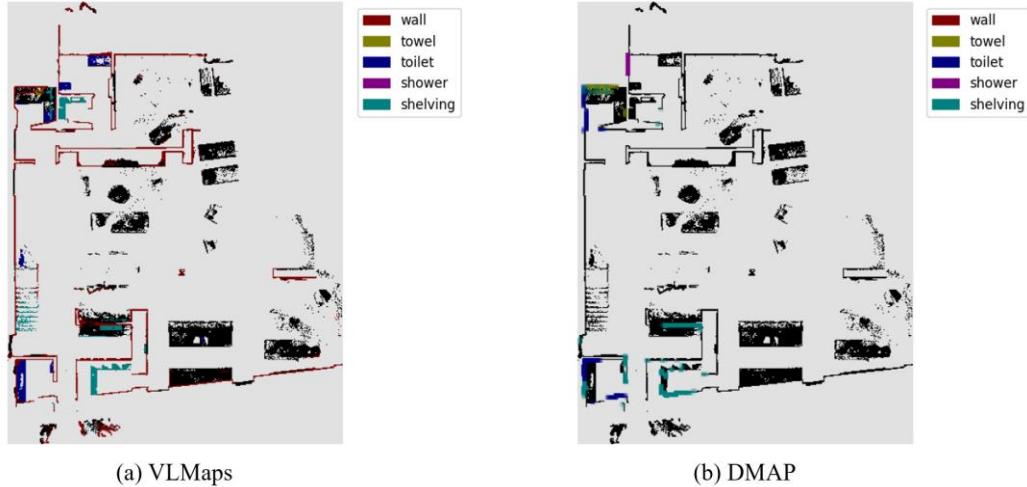 wall
towel
toilet
shower
shelving
wall
towel
toilet
shower
shelving
(a) VLMaps
(b) DMAP